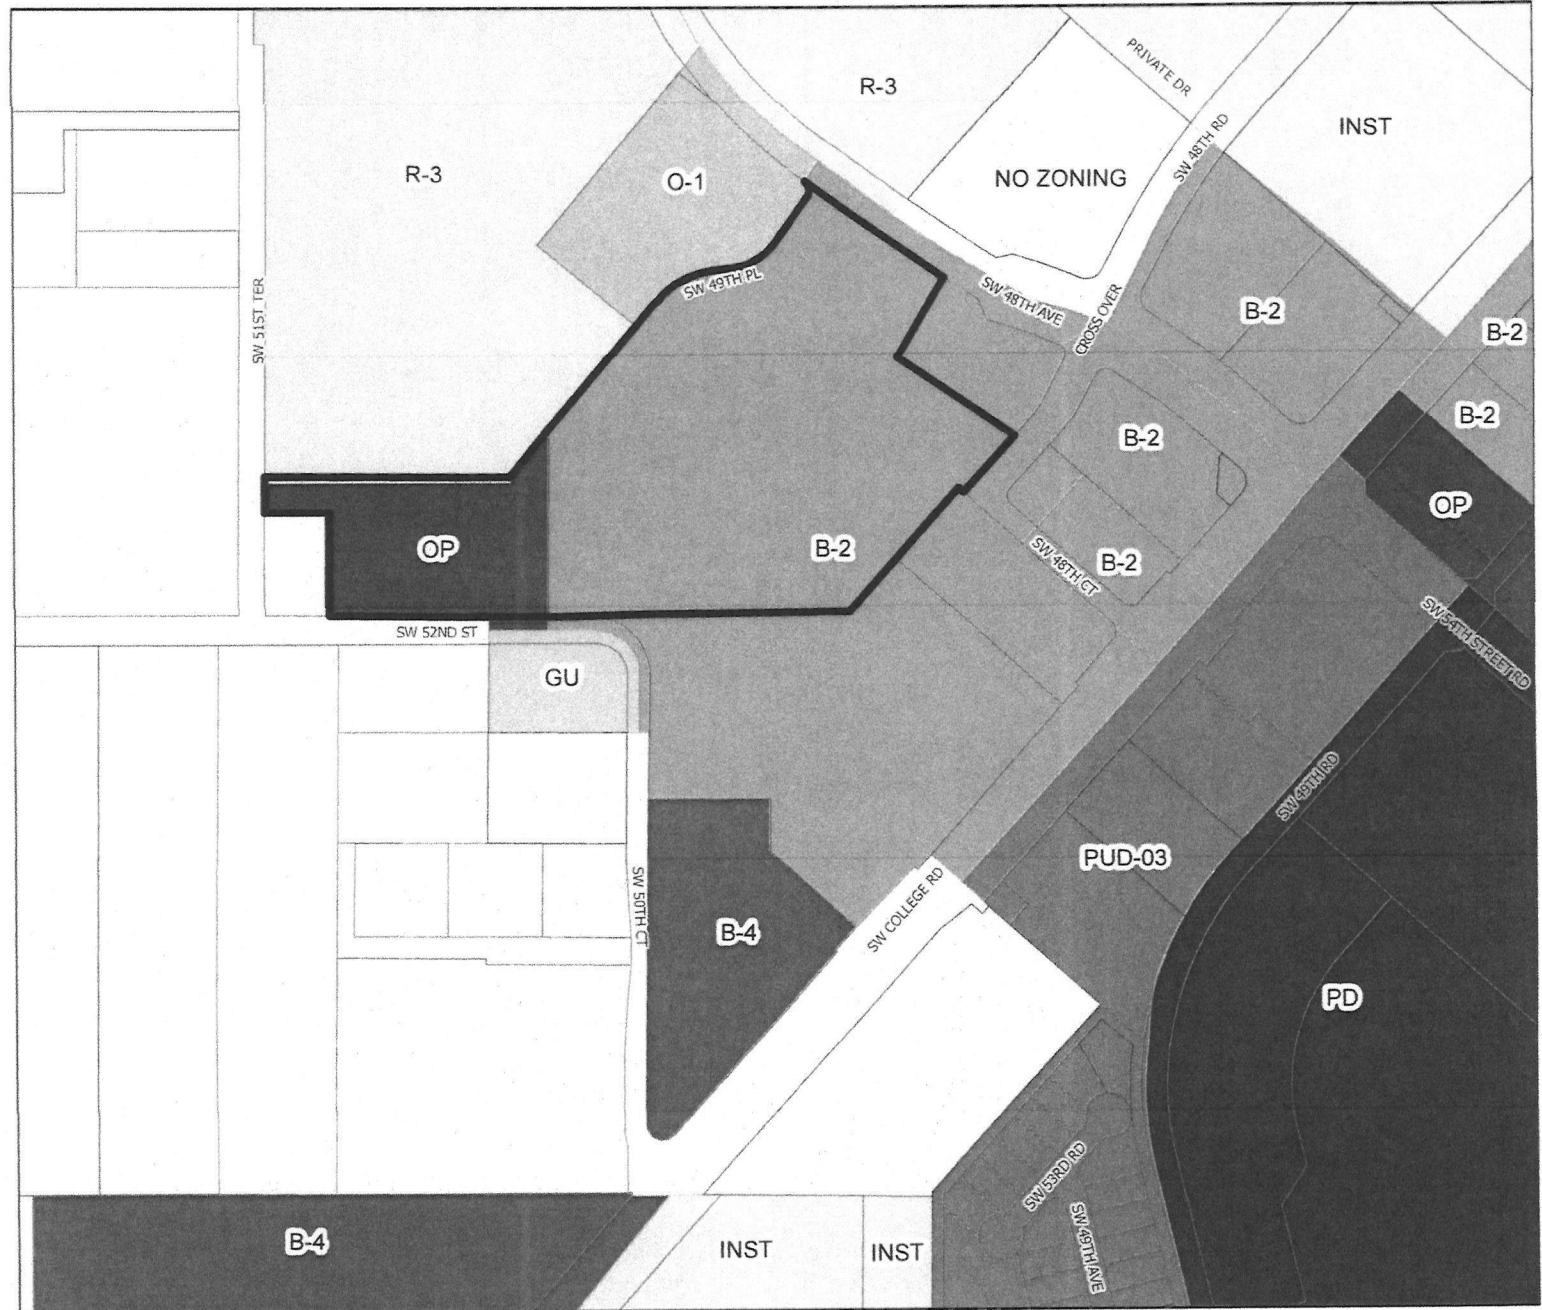 PRIVATE DR
R-3
INST
SW 48TH RD
R-3
O-1
NO ZONING
SW 49TH PL
SW 48TH AVE
SW 51ST TER
CROSS OVER
B-2
B-2
B-2
B-2
OP
OP
B-2
SW 48TH CT
B-2
SW 54TH STREET RD
SW 52ND ST
GU
SW 49TH RD
PUD-03
SW 50TH CT
B-4
SW COLLEGE RD
PD
SW 53RD RD
SW 49TH AVE
B-4
INST
INST